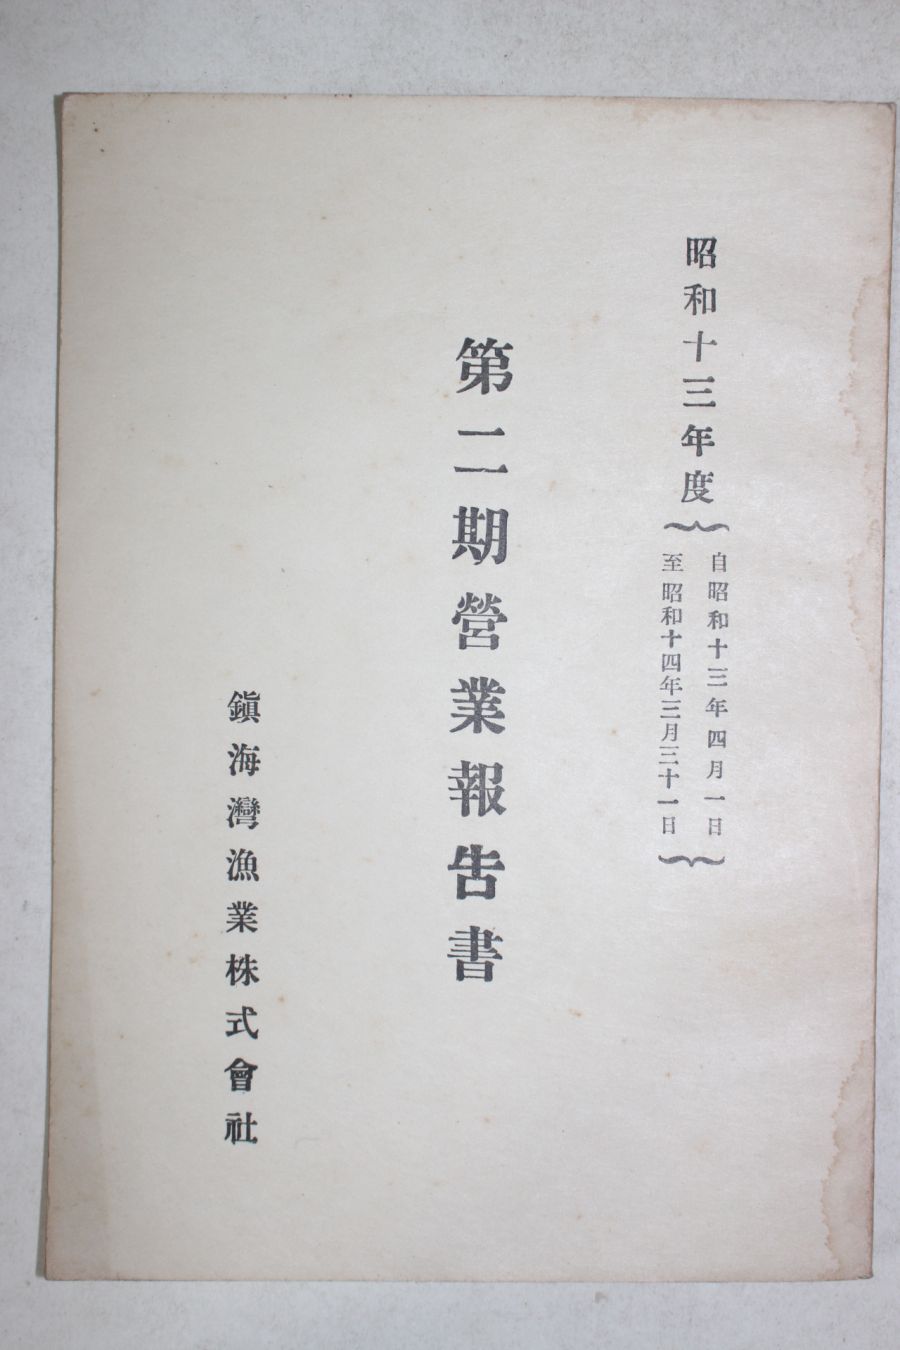 昭和十三年度
自昭和十三年四月一日
至昭和十四年三月三十一日
第二期營業報告書
鎭海灣漁業株式會社